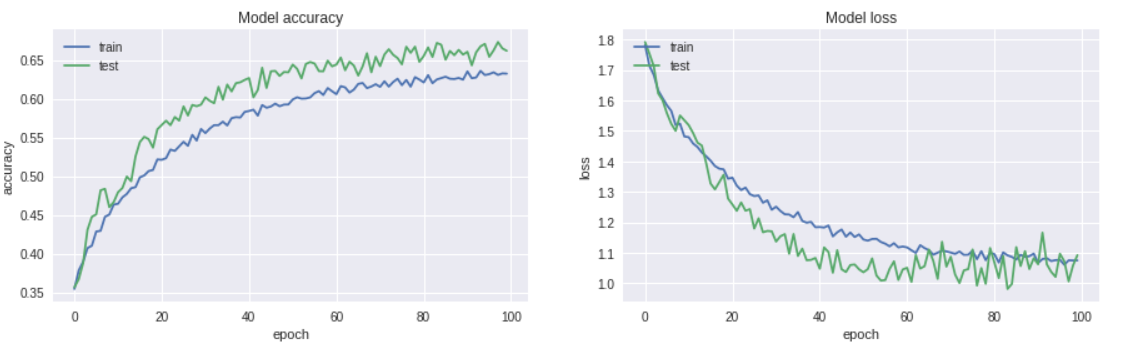 Model accuracy
train
test
0.65
0.60
0.55
0.50
0.45
0.40
0.35
accuracy
0 20 40 60 80 100
epoch
Model loss
train
test
1.8
1.7
1.6
1.5
1.4
1.3
1.2
1.1
1.0
loss
0 20 40 60 80 100
epoch